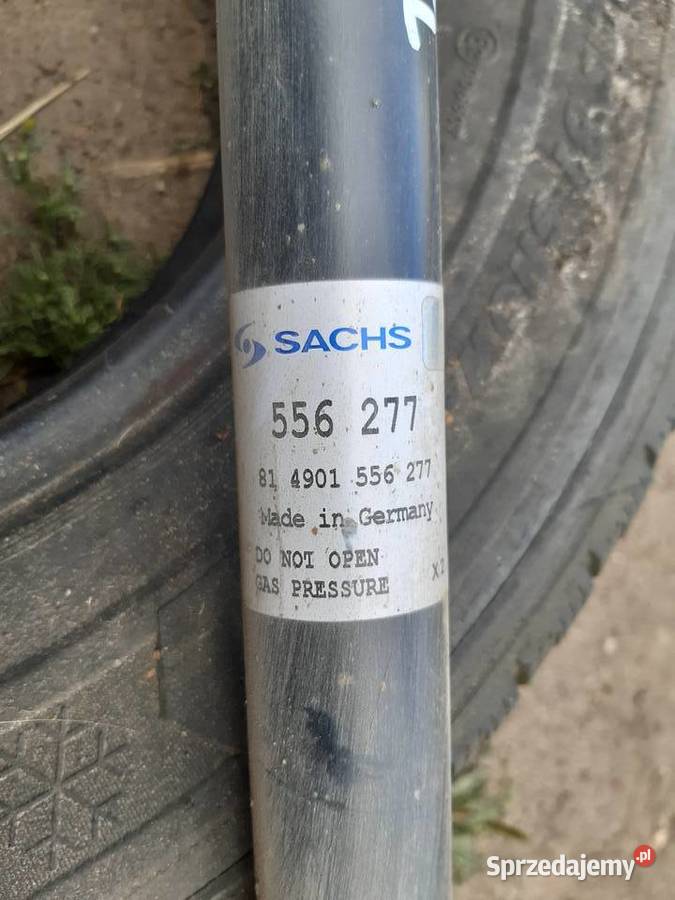 SACHS
556 277
81 4901 556 277
Made in Germany
DO NOT OPEN
GAS PRESSURE
Sprzedajemy.pl